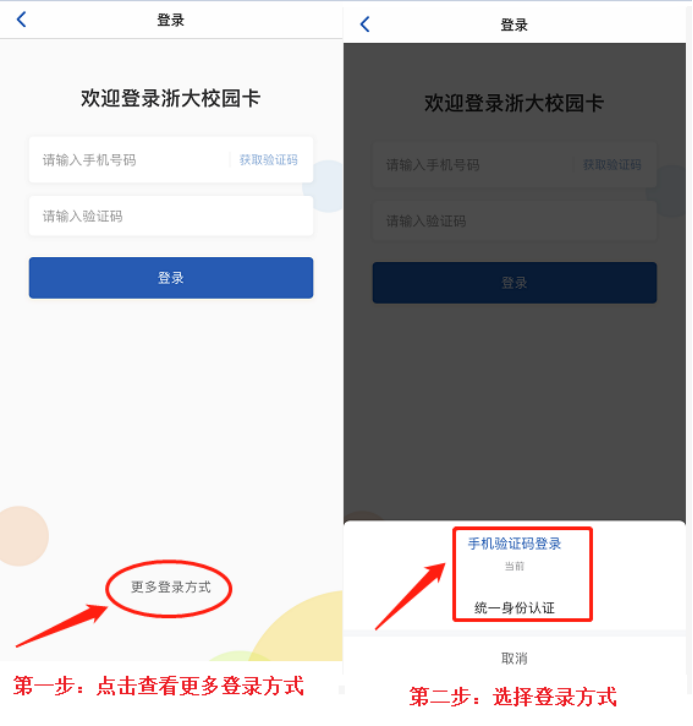 登录
欢迎登录浙大校园卡
请输入手机号码
获取验证码
请输入验证码
登录
更多登录方式
第一步：点击查看更多登录方式
登录
欢迎登录浙大校园卡
请输入手机号码
获取验证码
请输入验证码
登录
手机验证码登录
当前
统一身份认证
取消
第二步：选择登录方式